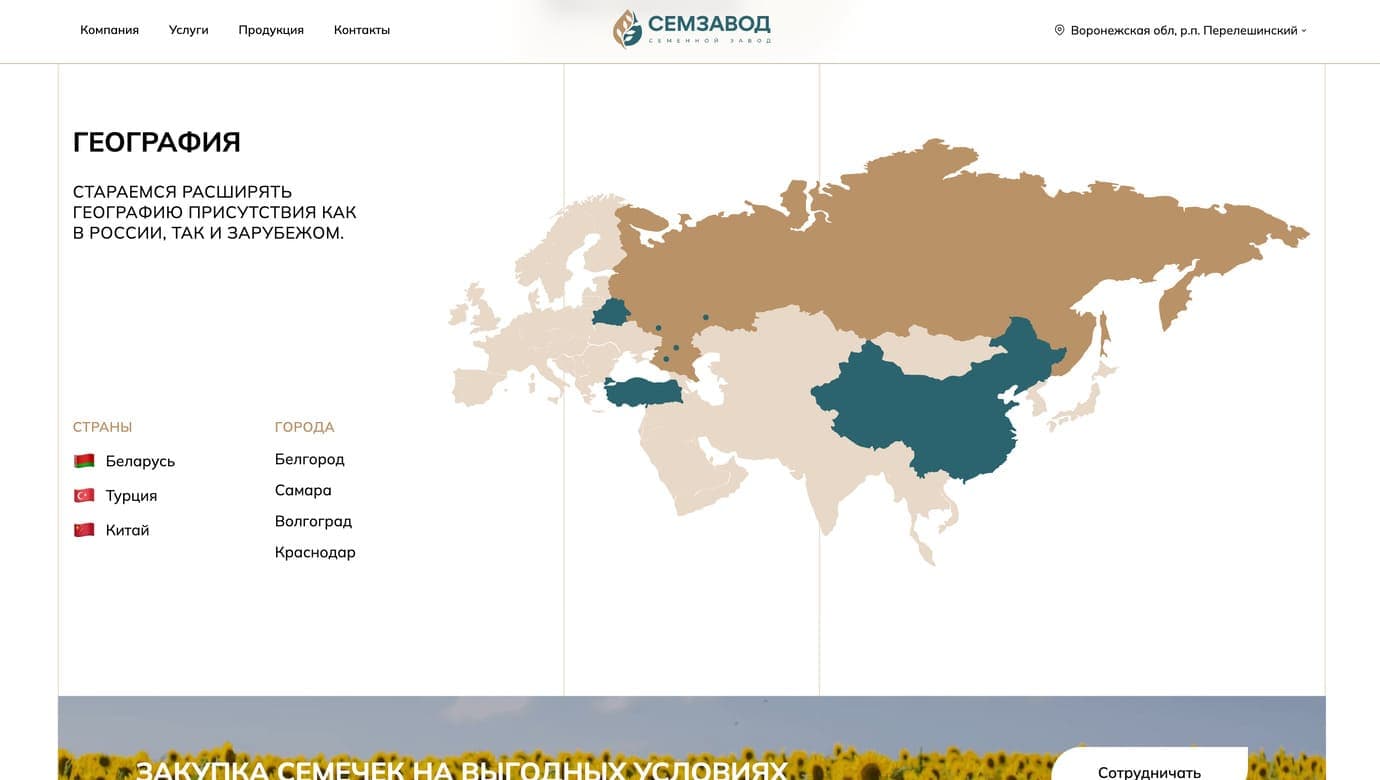 Компания
Услуги
Продукция
Контакты
СЕМЗАВОД
СЕМЕННОЙ ЗАВОД
Воронежская обл, р.п. Перелешинский
ГЕОГРАФИЯ
СТАРАЕМСЯ РАСШИРЯТЬ
ГЕОГРАФИЮ ПРИСУТСТВИЯ КАК
В РОССИИ, ТАК И ЗАРУБЕЖОМ.
СТРАНЫ
Беларусь
Турция
Китай
ГОРОДА
Белгород
Самара
Волгоград
Краснодар
ЗАКУПКА СЕМЕЧЕК НА ВЫГОДНЫХ УСЛОВИЯХ
Сотрудничать